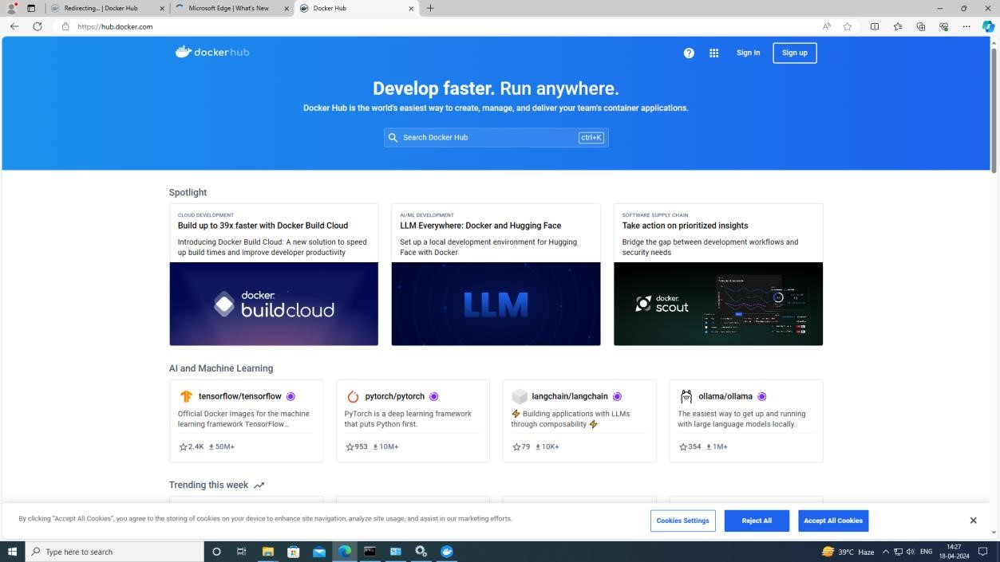 Redirecting... | Docker Hub
Microsoft Edge | What's New
Docker Hub
https://hub.docker.com
dockerhub
Sign In
Sign up
Develop faster. Run anywhere.
Docker Hub is the world's easiest way to create, manage, and deliver your team's container applications.
Search Docker Hub
ctrl+K
Spotlight
CLOUD DEVELOPMENT
Build up to 39x faster with Docker Build Cloud
Introducing Docker Build Cloud: A new solution to speed
up build times and improve developer productivity
docker
buildcloud
AI/ML DEVELOPMENT
LLM Everywhere: Docker and Hugging Face
Set up a local development environment for Hugging
Face with Docker
LLM
SOFTWARE SUPPLY CHAIN
Take action on prioritized insights
Bridge the gap between development workflows and
security needs
docker
scout
AI and Machine Learning
tensorflow/tensorflow
Official Docker images for the machine
learning framework TensorFlow...
2.4K 50M+
pytorch/pytorch
PyTorch is a deep learning framework
that puts Python first.
953 10M+
langchain/langchain
⚡ Building applications with LLMs
through composability ⚡
79 10K+
ollama/ollama
The easiest way to get up and running
with large language models locally.
354 1M+
Trending this week
By clicking "Accept All Cookies", you agree to the storing of cookies on your device to enhance site navigation, analyze site usage, and assist in our marketing efforts.
Cookies Settings
Reject All
Accept All Cookies
Type here to search
39°C Haze
ENG
14:27
18-04-2024